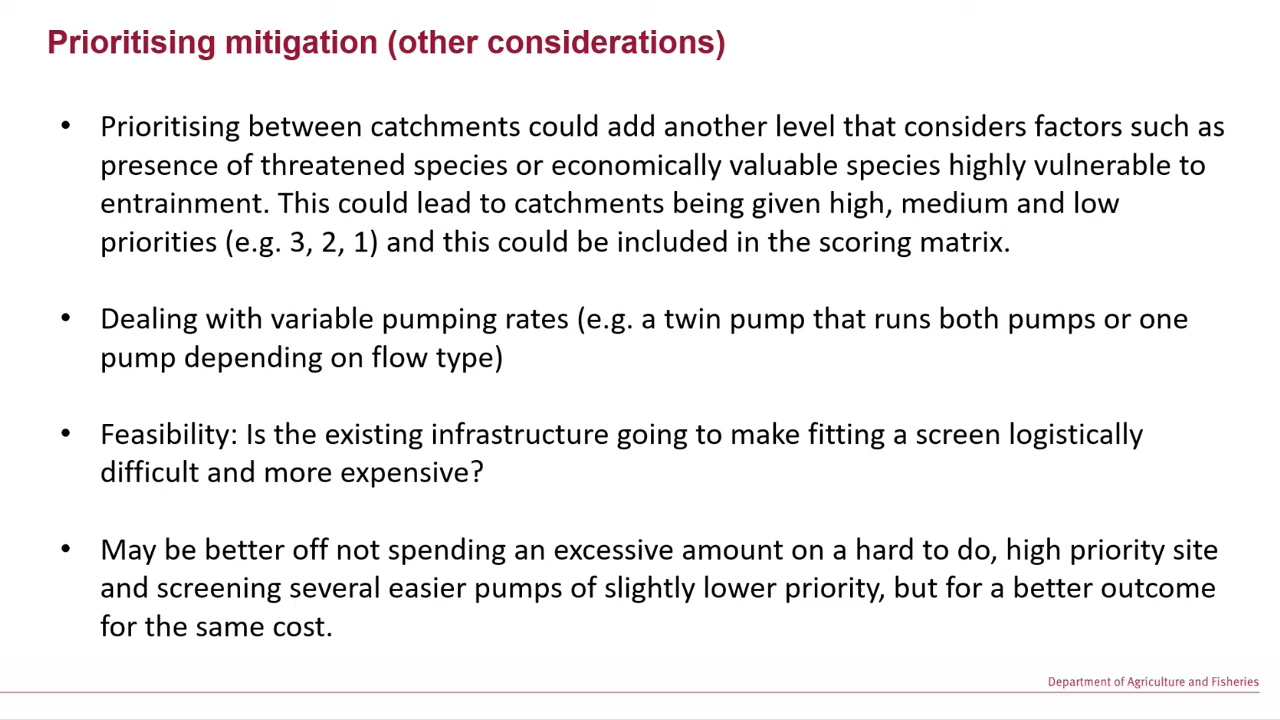 Prioritising mitigation (other considerations)
• Prioritising between catchments could add another level that considers factors such as
presence of threatened species or economically valuable species highly vulnerable to
entrainment. This could lead to catchments being given high, medium and low
priorities (e.g. 3, 2, 1) and this could be included in the scoring matrix.
• Dealing with variable pumping rates (e.g. a twin pump that runs both pumps or one
pump depending on flow type)
• Feasibility: Is the existing infrastructure going to make fitting a screen logistically
difficult and more expensive?
• May be better off not spending an excessive amount on a hard to do, high priority site
and screening several easier pumps of slightly lower priority, but for a better outcome
for the same cost.
Department of Agriculture and Fisheries